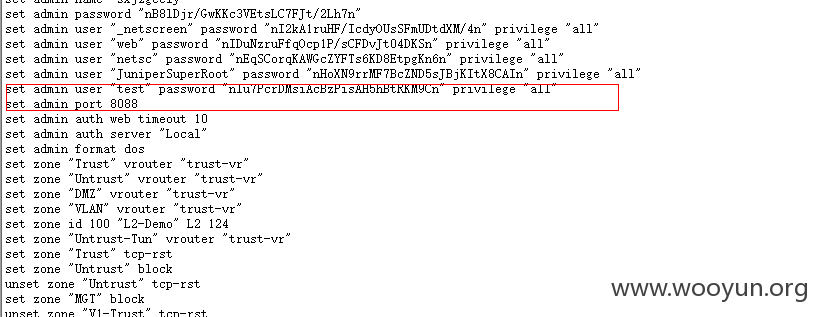 set admin password "nB8lDjr/GwKKc3VEtsLC7FJt/2Lh7n"
set admin user "_netscreen" password "nI2kA1ruHF/IcdyOUsSFmUDtdXM/4n" privilege "all"
set admin user "web" password "nIDuNzruFfqOcp1P/sCFDvJt04DKSn" privilege "all"
set admin user "netsc" password "nEqSCorqKAWGcZYFTs6KD8EtpgKn6n" privilege "all"
set admin user "JuniperSuperRoot" password "nHoXN9rrMF7BcZND5sJBjKItX8CAIn" privilege "all"
set admin user "test" password "nIu7PcrDMsiAcBzPisAH5hBtRKM9Cn" privilege "all"
set admin port 8088
set admin auth web timeout 10
set admin auth server "Local"
set admin format dos
set zone "Trust" vrouter "trust-vr"
set zone "Untrust" vrouter "trust-vr"
set zone "DMZ" vrouter "trust-vr"
set zone "VLAN" vrouter "trust-vr"
set zone id 100 "L2-Demo" L2 124
set zone "Untrust-Tun" vrouter "trust-vr"
set zone "Trust" tcp-rst
set zone "Untrust" block
unset zone "Untrust" tcp-rst
set zone "MGT" block
unset zone "V1-Trust" tcp-rst
www.wooyun.org